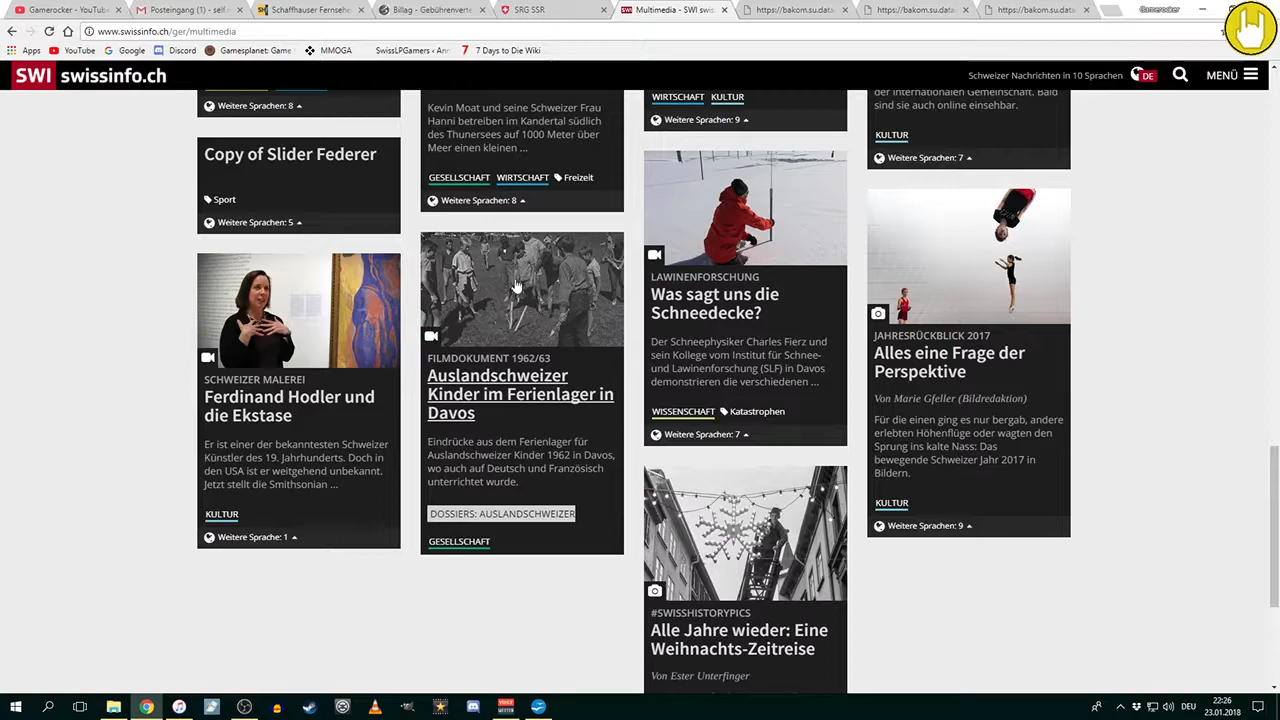 Gamerocker - YouTube
Posteingang (1) - self.
Schaffhauser Fernsehe
Billag - Gebührenverte
SRG SSR
Multimedia - SWI swiss
https://bakom.su.data
https://bakom.su.data
https://bakom.su.data
Gamerocker
www.swissinfo.ch/ger/multimedia
Apps
YouTube
Google
Discord
Gamesplanet: Game
MMOGA
SwissLPGamers
7 Days to Die Wiki
SWI swissinfo.ch
Schweizer Nachrichten in 10 Sprachen
DE
MENÜ
Weitere Sprachen: 8
Copy of Slider Federer
Sport
Weitere Sprachen: 5
SCHWEIZER MALEREI
Ferdinand Hodler und
die Ekstase
Er ist einer der bekanntesten Schweizer
Künstler des 19. Jahrhunderts. Doch in
den USA ist er weitgehend unbekannt.
Jetzt stellt die Smithsonian ...
KULTUR
Weitere Sprache: 1
Kevin Moat und seine Schweizer Frau
Hanni betreiben im Kandertal südlich
des Thunersees auf 1000 Meter über
Meer einen kleinen ...
GESELLSCHAFT WIRTSCHAFT Freizeit
Weitere Sprachen: 8
FILMDOKUMENT 1962/63
Auslandschweizer
Kinder im Ferienlager in
Davos
Eindrücke aus dem Ferienlager für
Auslandschweizer Kinder 1962 in Davos,
wo auch auf Deutsch und Französisch
unterrichtet wurde.
DOSSIERS: AUSLANDSCHWEIZER
GESELLSCHAFT
WIRTSCHAFT KULTUR
Weitere Sprachen: 9
LAWINENFORSCHUNG
Was sagt uns die
Schneedecke?
Der Schneephysiker Charles Fierz und
sein Kollege vom Institut für Schnee-
und Lawinenforschung (SLF) in Davos
demonstrieren die verschiedenen ...
WISSENSCHAFT Katastrophen
Weitere Sprachen: 7
#SWISSHISTORYPICS
Alle Jahre wieder: Eine
Weihnachts-Zeitreise
Von Ester Unterfinger
der internationalen Gemeinschaft. Bald
sind sie auch online einsehbar.
KULTUR
Weitere Sprachen: 7
JAHRESRÜCKBLICK 2017
Alles eine Frage der
Perspektive
Von Marie Gfeller (Bildredaktion)
Für die einen ging es nur bergab, andere
erlebten Höhenflüge oder wagten den
Sprung ins kalte Nass: Das
bewegende Schweizer Jahr 2017 in
Bildern.
KULTUR
Weitere Sprachen: 9
DEU
22:26
23.01.2018